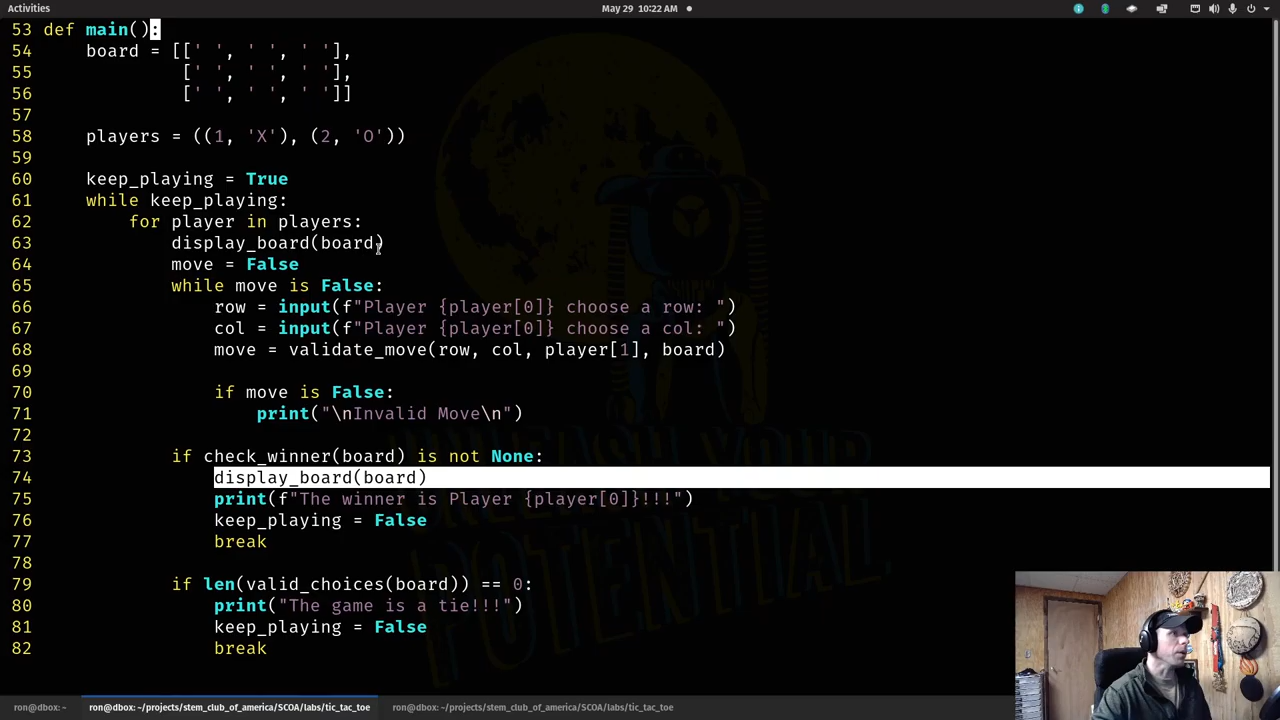 Activities
May 29 10:22 AM
53 def main():
54     board = [[' ', ' ', ' '],
55              [' ', ' ', ' '],
56              [' ', ' ', ' ']]
57
58     players = ((1, 'X'), (2, 'O'))
59
60     keep_playing = True
61     while keep_playing:
62         for player in players:
63             display_board(board)
64             move = False
65             while move is False:
66                 row = input(f"Player {player[0]} choose a row: ")
67                 col = input(f"Player {player[0]} choose a col: ")
68                 move = validate_move(row, col, player[1], board)
69
70                 if move is False:
71                     print("\nInvalid Move\n")
72
73             if check_winner(board) is not None:
74                 display_board(board)
75                 print(f"The winner is Player {player[0]}!!!")
76                 keep_playing = False
77                 break
78
79             if len(valid_choices(board)) == 0:
80                 print("The game is a tie!!!")
81                 keep_playing = False
82                 break
UNLEASH YOUR
POTENTIAL.
ron@dbox: ~
ron@dbox: ~/projects/stem_club_of_america/SCOA/labs/tic_tac_toe
ron@dbox: ~/projects/stem_club_of_america/SCOA/labs/tic_tac_toe